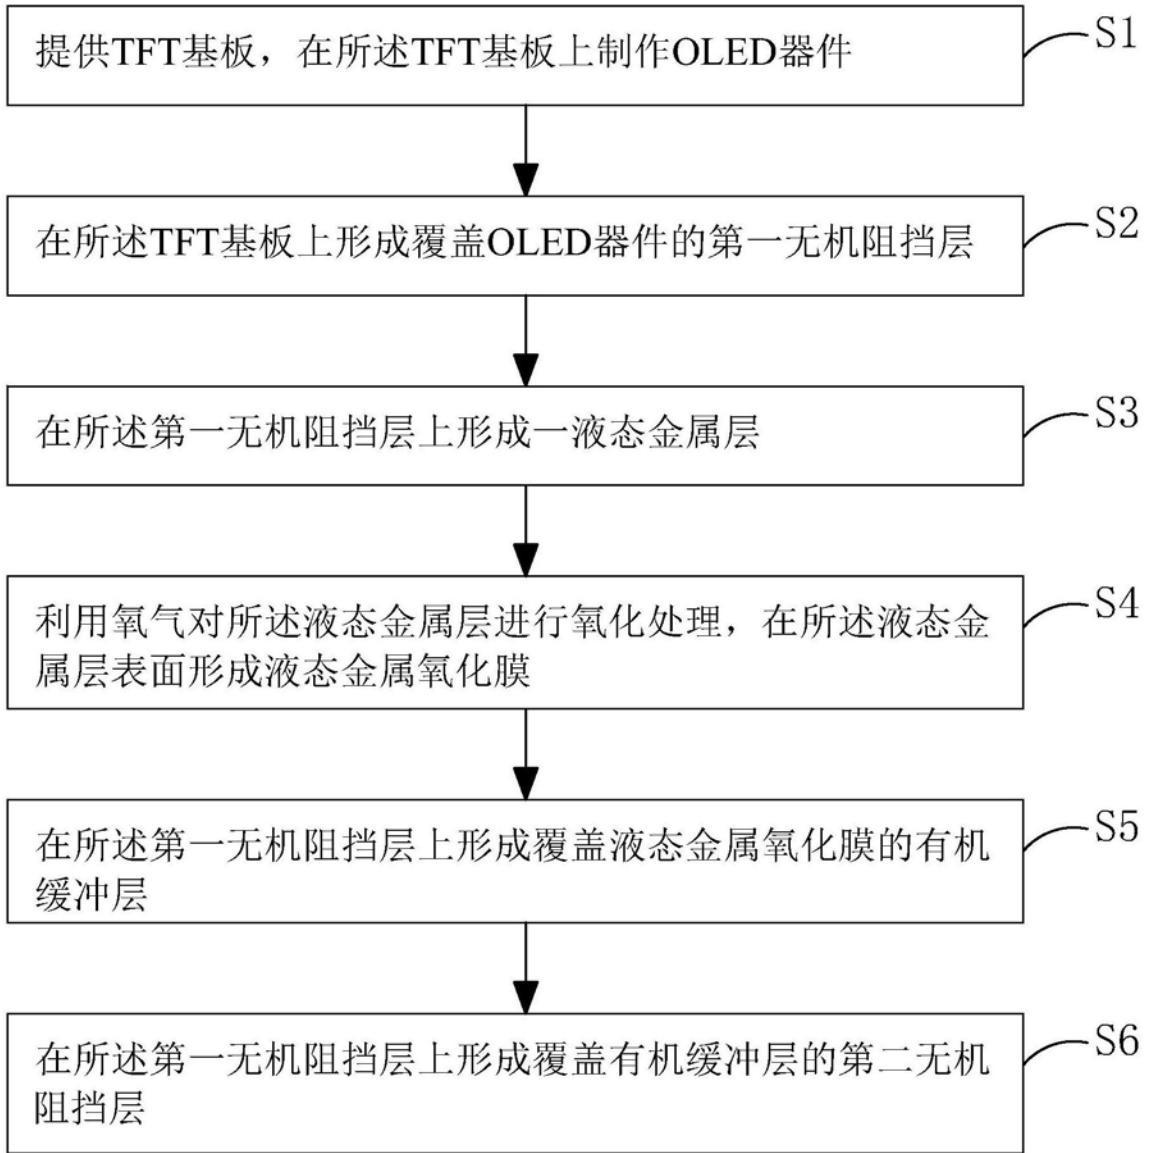 提供TFT基板，在所述TFT基板上制作OLED器件
S1
在所述TFT基板上形成覆盖OLED器件的第一无机阻挡层
S2
在所述第一无机阻挡层上形成一液态金属层
S3
利用氧气对所述液态金属层进行氧化处理，在所述液态金
属层表面形成液态金属氧化膜
S4
在所述第一无机阻挡层上形成覆盖液态金属氧化膜的有机
缓冲层
S5
在所述第一无机阻挡层上形成覆盖有机缓冲层的第二无机
阻挡层
S6